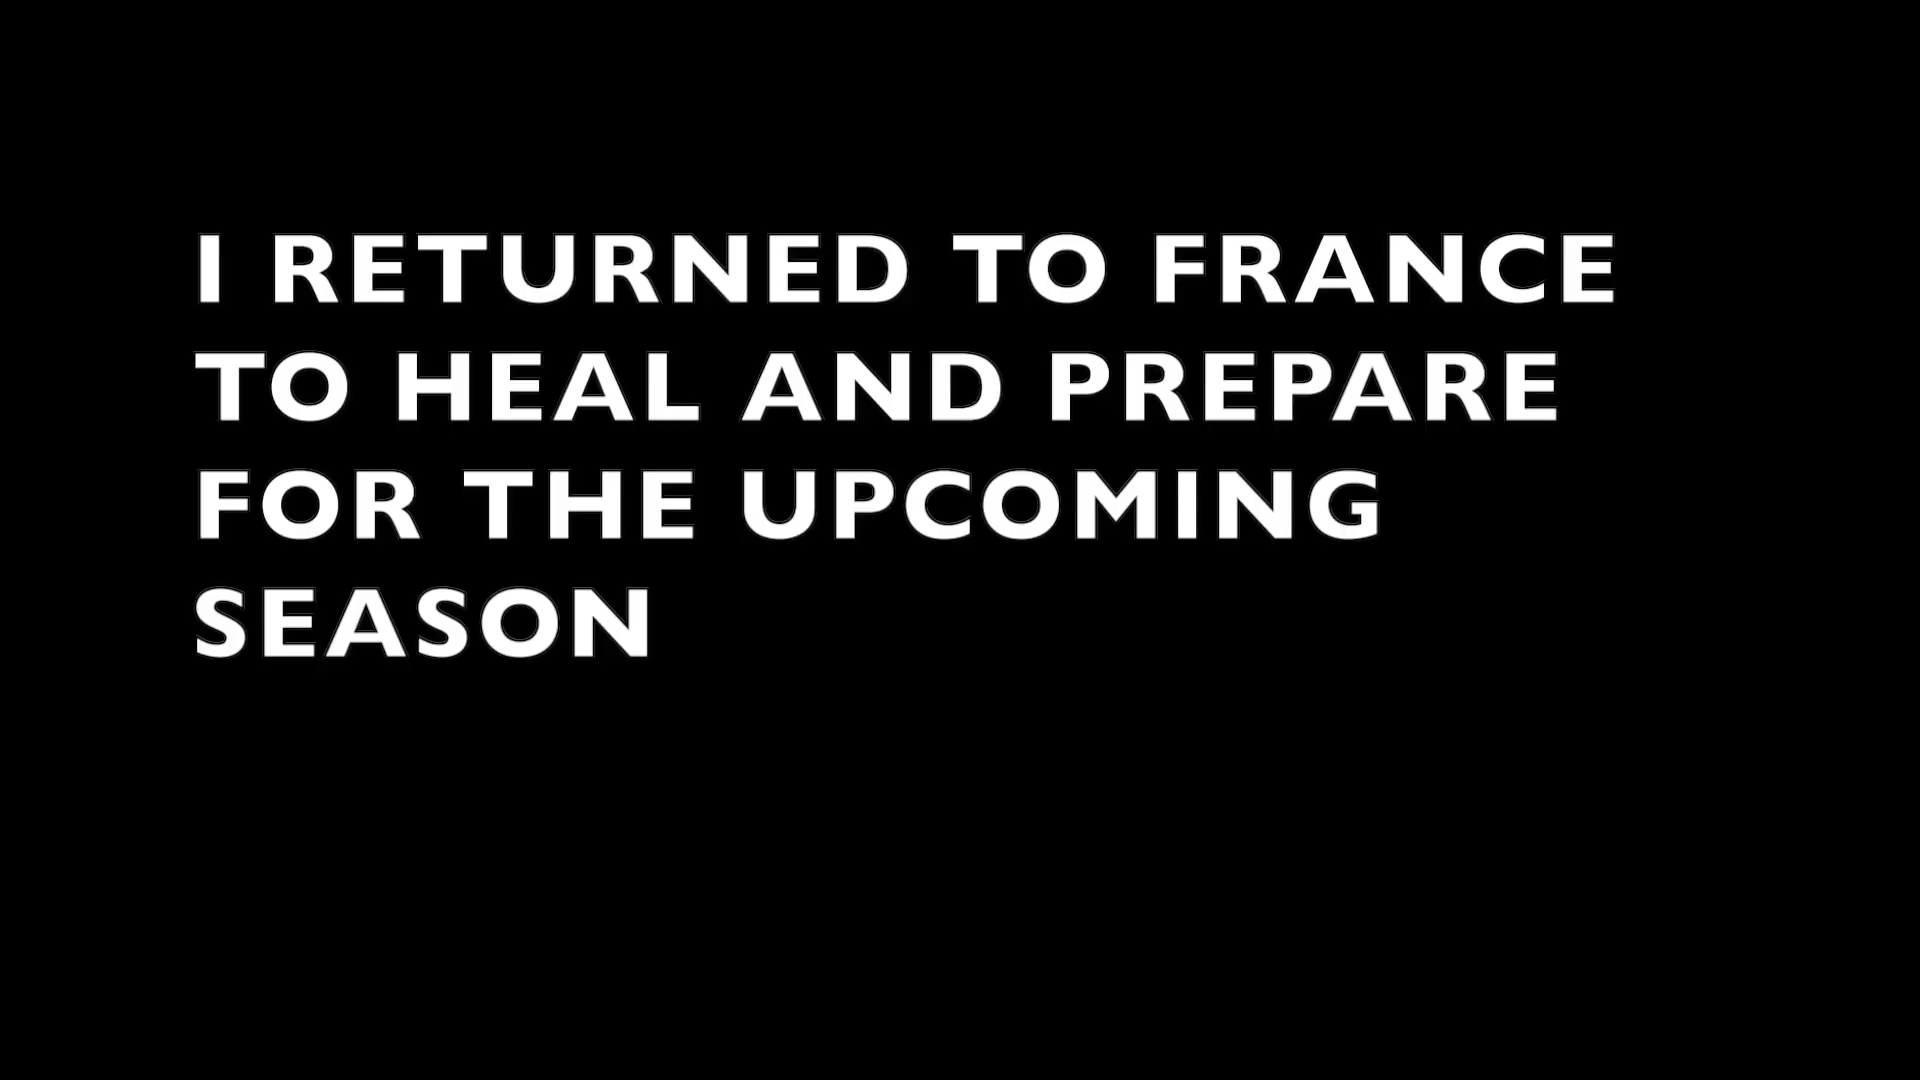 I RETURNED TO FRANCE
TO HEAL AND PREPARE
FOR THE UPCOMING
SEASON